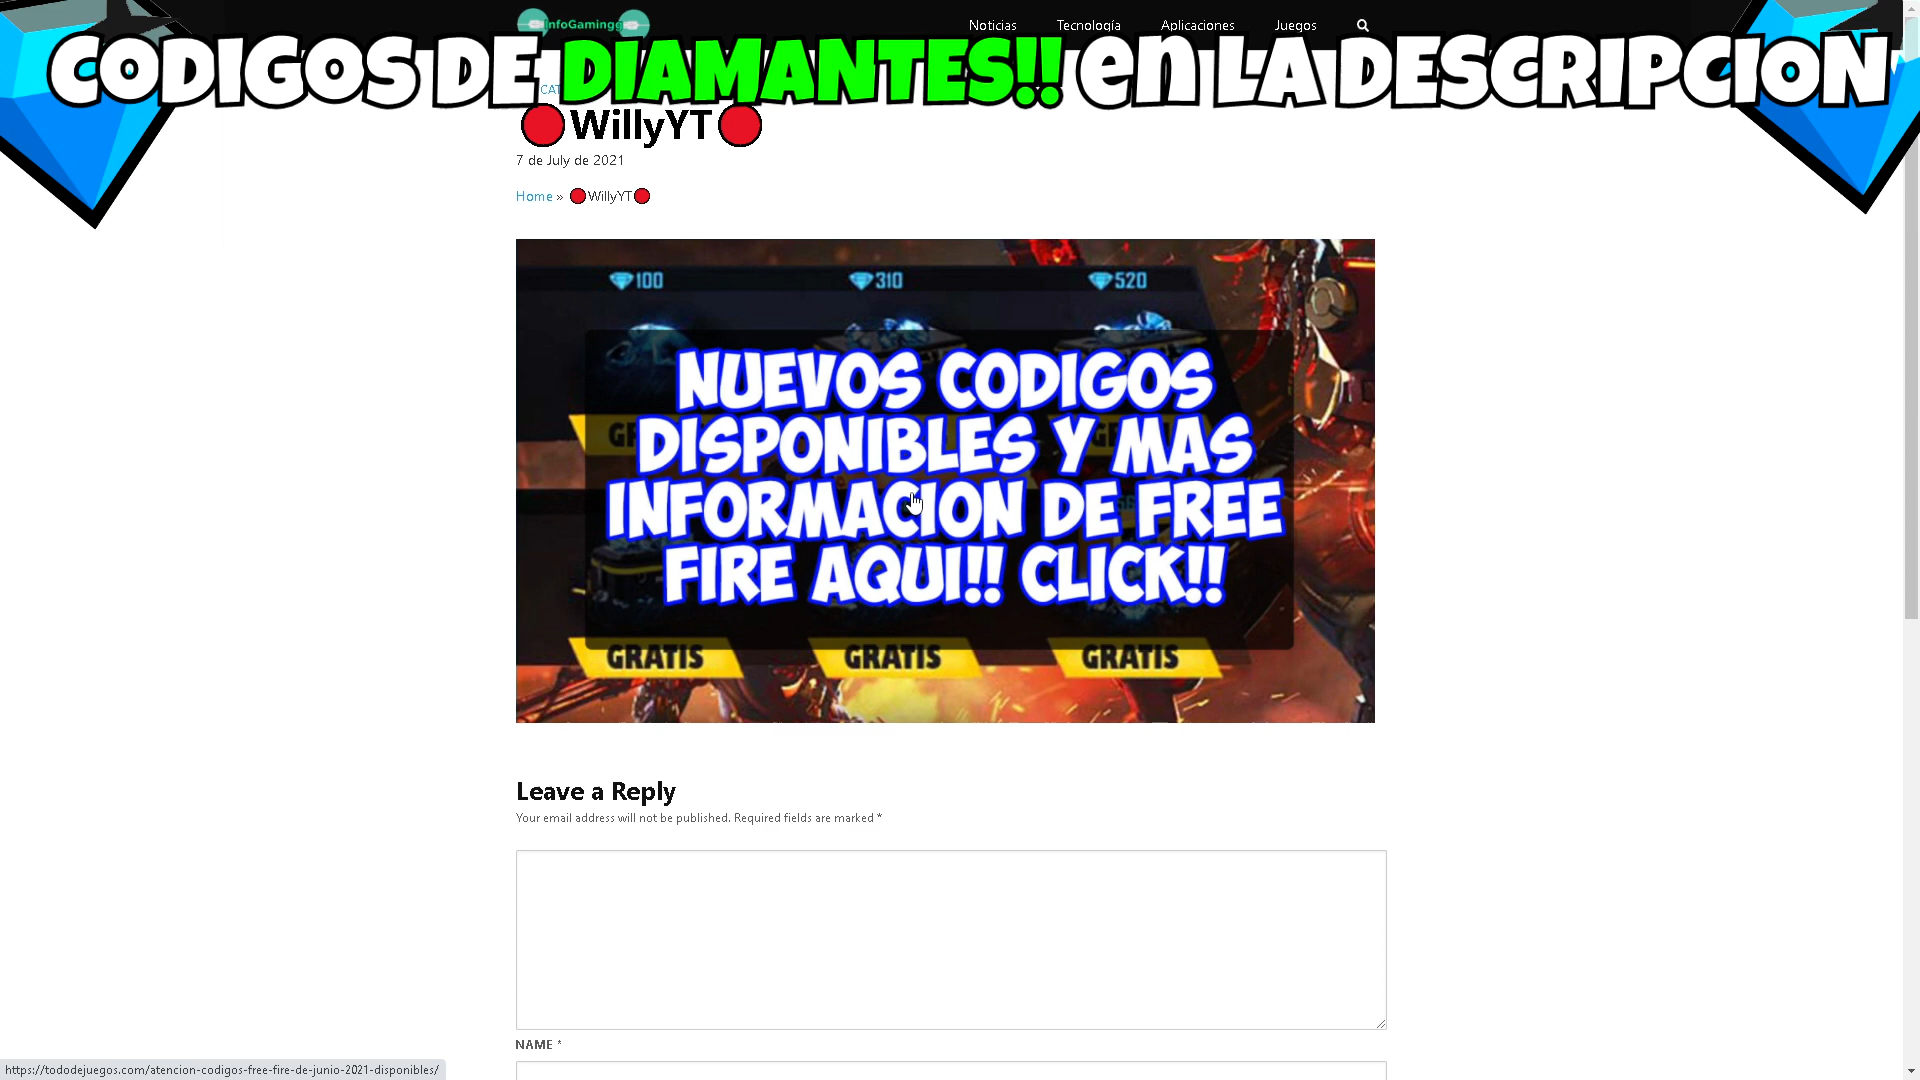 InfoGamingg
Noticias
Tecnología
Aplicaciones
Juegos
CODIGOS DE DIAMANTES!! en LA DESCRIPCION
🔴WillyYT🔴
7 de July de 2021
Home » 🔴WillyYT🔴
100
310
520
NUEVOS CODIGOS
DISPONIBLES Y MAS
INFORMACION DE FREE
FIRE AQUI!! CLICK!!
GRATIS
GRATIS
GRATIS
Leave a Reply
Your email address will not be published. Required fields are marked *
NAME *
https://tododejuegos.com/atencion-codigos-free-fire-de-junio-2021-disponibles/